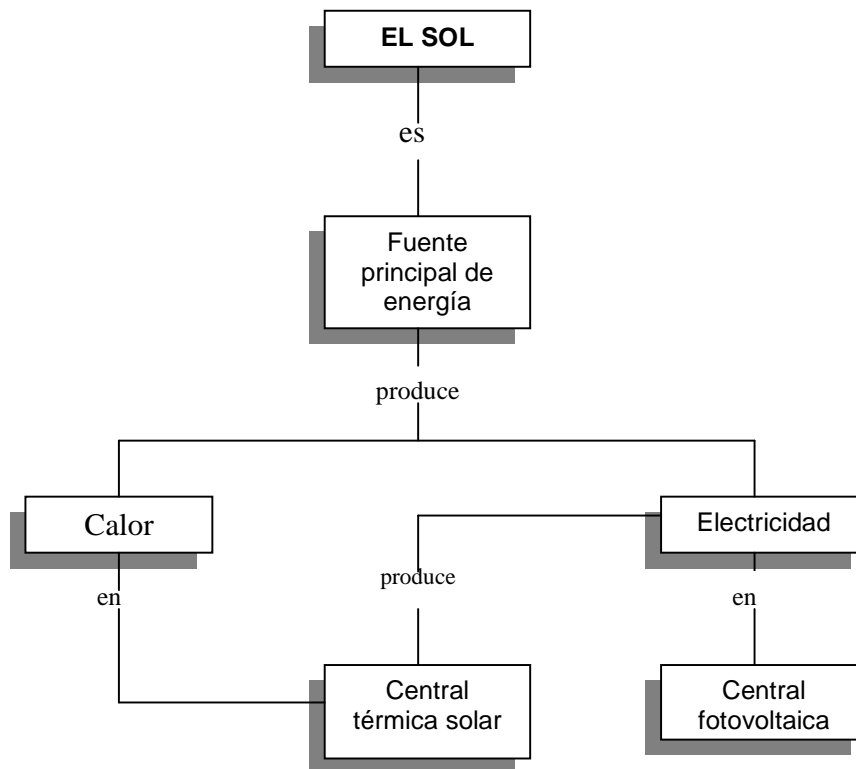 EL SOL
es
Fuente
principal de
energía
produce
Calor
Electricidad
en
produce
en
Central
térmica solar
Central
fotovoltaica